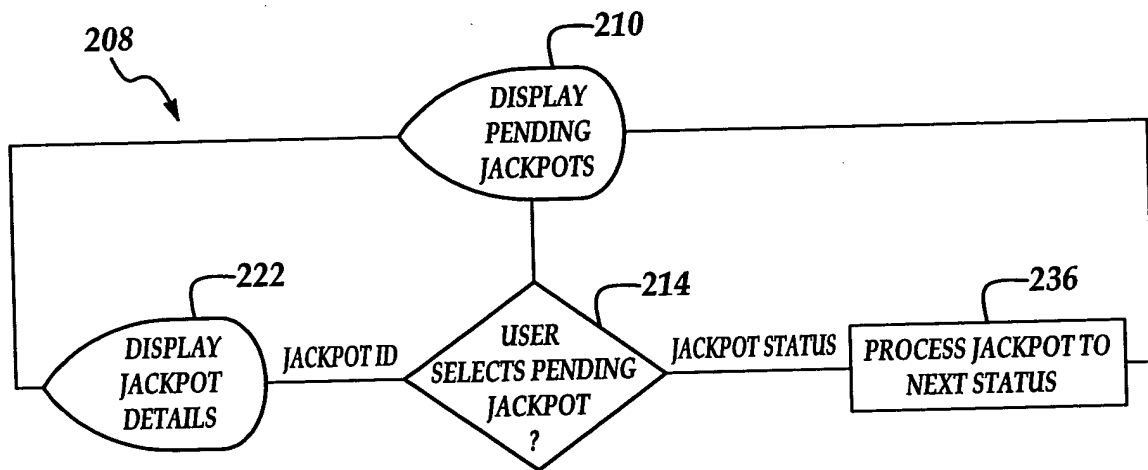 208
210
DISPLAY
PENDING
JACKPOTS
222
DISPLAY
JACKPOT
DETAILS
JACKPOT ID
214
USER
SELECTS PENDING
JACKPOT
?
JACKPOT STATUS
236
PROCESS JACKPOT TO
NEXT STATUS